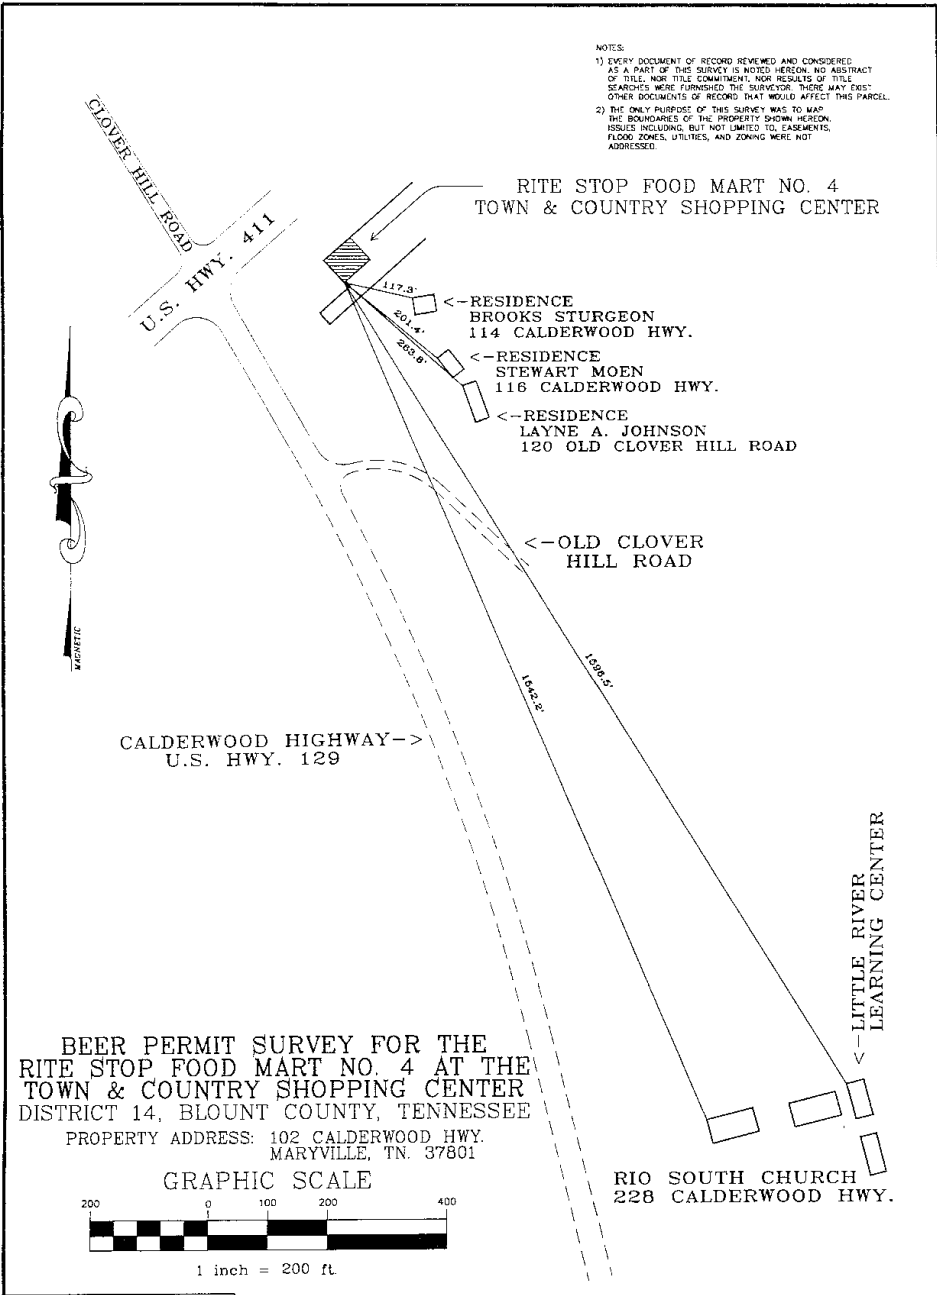 NOTES:
1) EVERY DOCUMENT OF RECORD REVIEWED AND CONSIDERED
AS A PART OF THIS SURVEY IS NOTED HEREON. NO ABSTRACT
OF TITLE, NOR TITLE COMMITMENT, NOR RESULTS OF TITLE
SEARCHES WERE FURNISHED THE SURVEYOR. THERE MAY EXIST
OTHER DOCUMENTS OF RECORD THAT WOULD AFFECT THIS PARCEL.
2) THE ONLY PURPOSE OF THIS SURVEY WAS TO MAP
THE BOUNDARIES OF THE PROPERTY SHOWN HEREON.
ISSUES INCLUDING, BUT NOT LIMITED TO, EASEMENTS,
FLOOD ZONES, UTILITIES, AND ZONING WERE NOT
ADDRESSED.
CLOVER HILL ROAD
U.S. HWY. 411
RITE STOP FOOD MART NO. 4
TOWN & COUNTRY SHOPPING CENTER
117.3'
<-RESIDENCE
BROOKS STURGEON
114 CALDERWOOD HWY.
201.4'
263.8'
<-RESIDENCE
STEWART MOEN
116 CALDERWOOD HWY.
<-RESIDENCE
LAYNE A. JOHNSON
120 OLD CLOVER HILL ROAD
<-OLD CLOVER
HILL ROAD
MAGNETIC
1596.5'
1542.2'
CALDERWOOD HIGHWAY->
U.S. HWY. 129
<-LITTLE RIVER
LEARNING CENTER
BEER PERMIT SURVEY FOR THE
RITE STOP FOOD MART NO. 4 AT THE
TOWN & COUNTRY SHOPPING CENTER
DISTRICT 14, BLOUNT COUNTY, TENNESSEE
PROPERTY ADDRESS: 102 CALDERWOOD HWY.
MARYVILLE, TN. 37801
RIO SOUTH CHURCH
228 CALDERWOOD HWY.
GRAPHIC SCALE
200 0 100 200 400
1 inch = 200 ft.